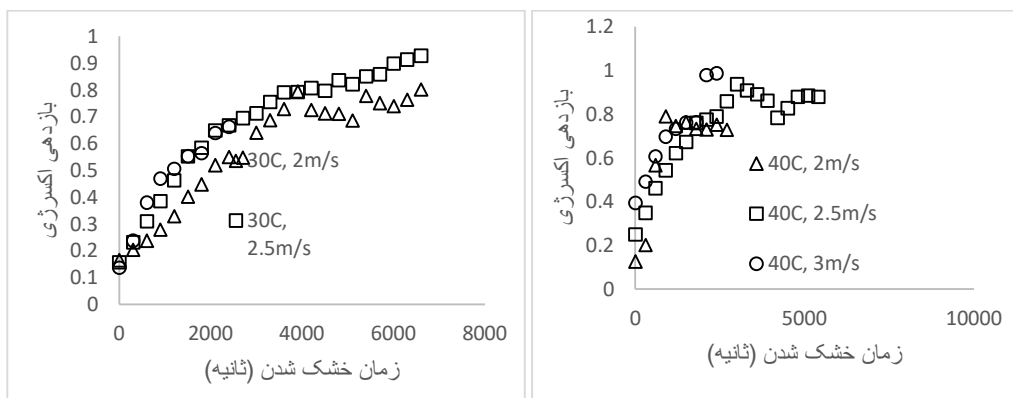 1
0.9
0.8
0.7
0.6
0.5
0.4
0.3
0.2
0.1
0
بازدهی اکسرژی
30C, 2m/s
30C,
2.5m/s
0 2000 4000 6000 8000
زمان خشک شدن (ثانیه)
1.2
1
0.8
0.6
0.4
0.2
0
بازدهی اکسرژی
40C, 2m/s
40C, 2.5m/s
40C, 3m/s
0 5000 10000
زمان خشک شدن (ثانیه)